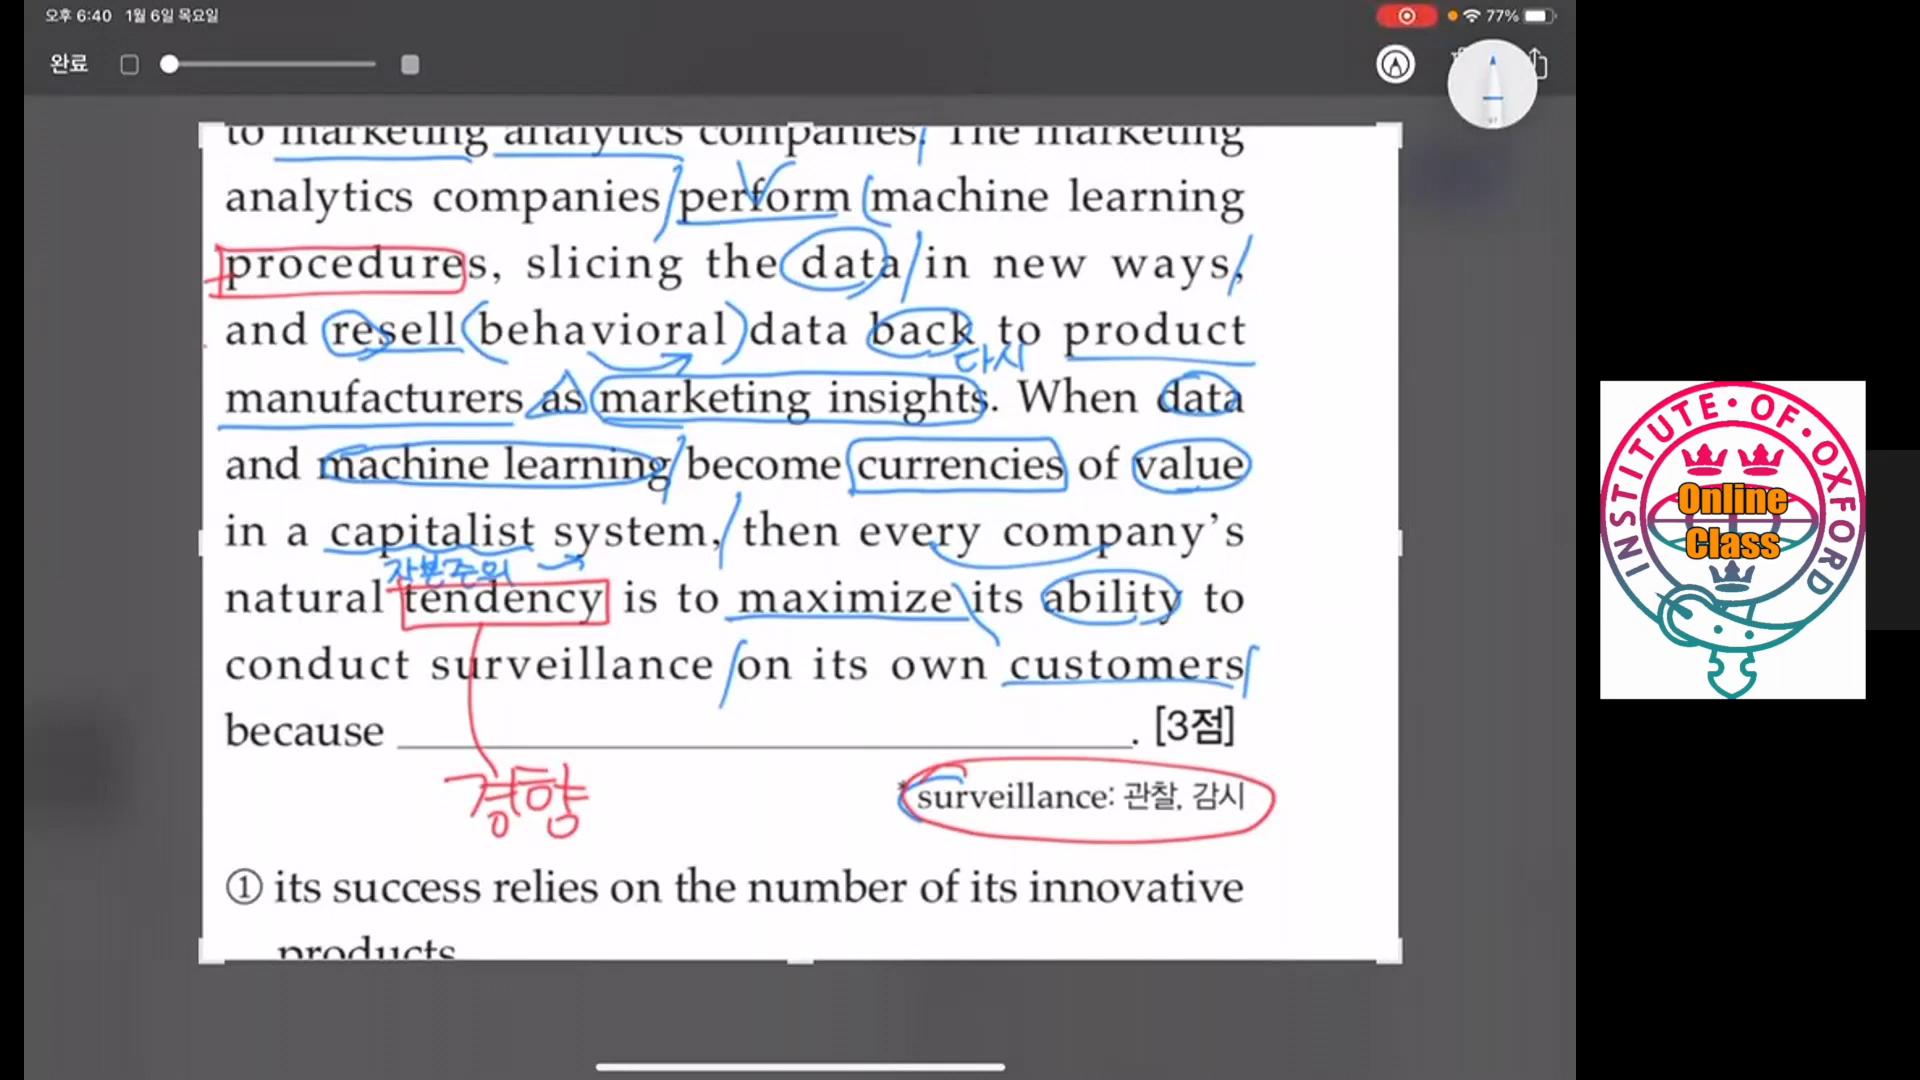 오후 6:40 1월 6일 목요일
77%
완료
to marketing analytics companies. The marketing
analytics companies perform machine learning
procedures, slicing the data in new ways,
and resell behavioral data back to product
다시
manufacturers as marketing insights. When data
and machine learning become currencies of value
in a capitalist system, then every company's
자본주의
natural tendency is to maximize its ability to
conduct surveillance on its own customers
because ________. [3점]
경향
* surveillance: 관찰, 감시
① its success relies on the number of its innovative
products
INSTITUTE · OF · OXFORD
Online
Class